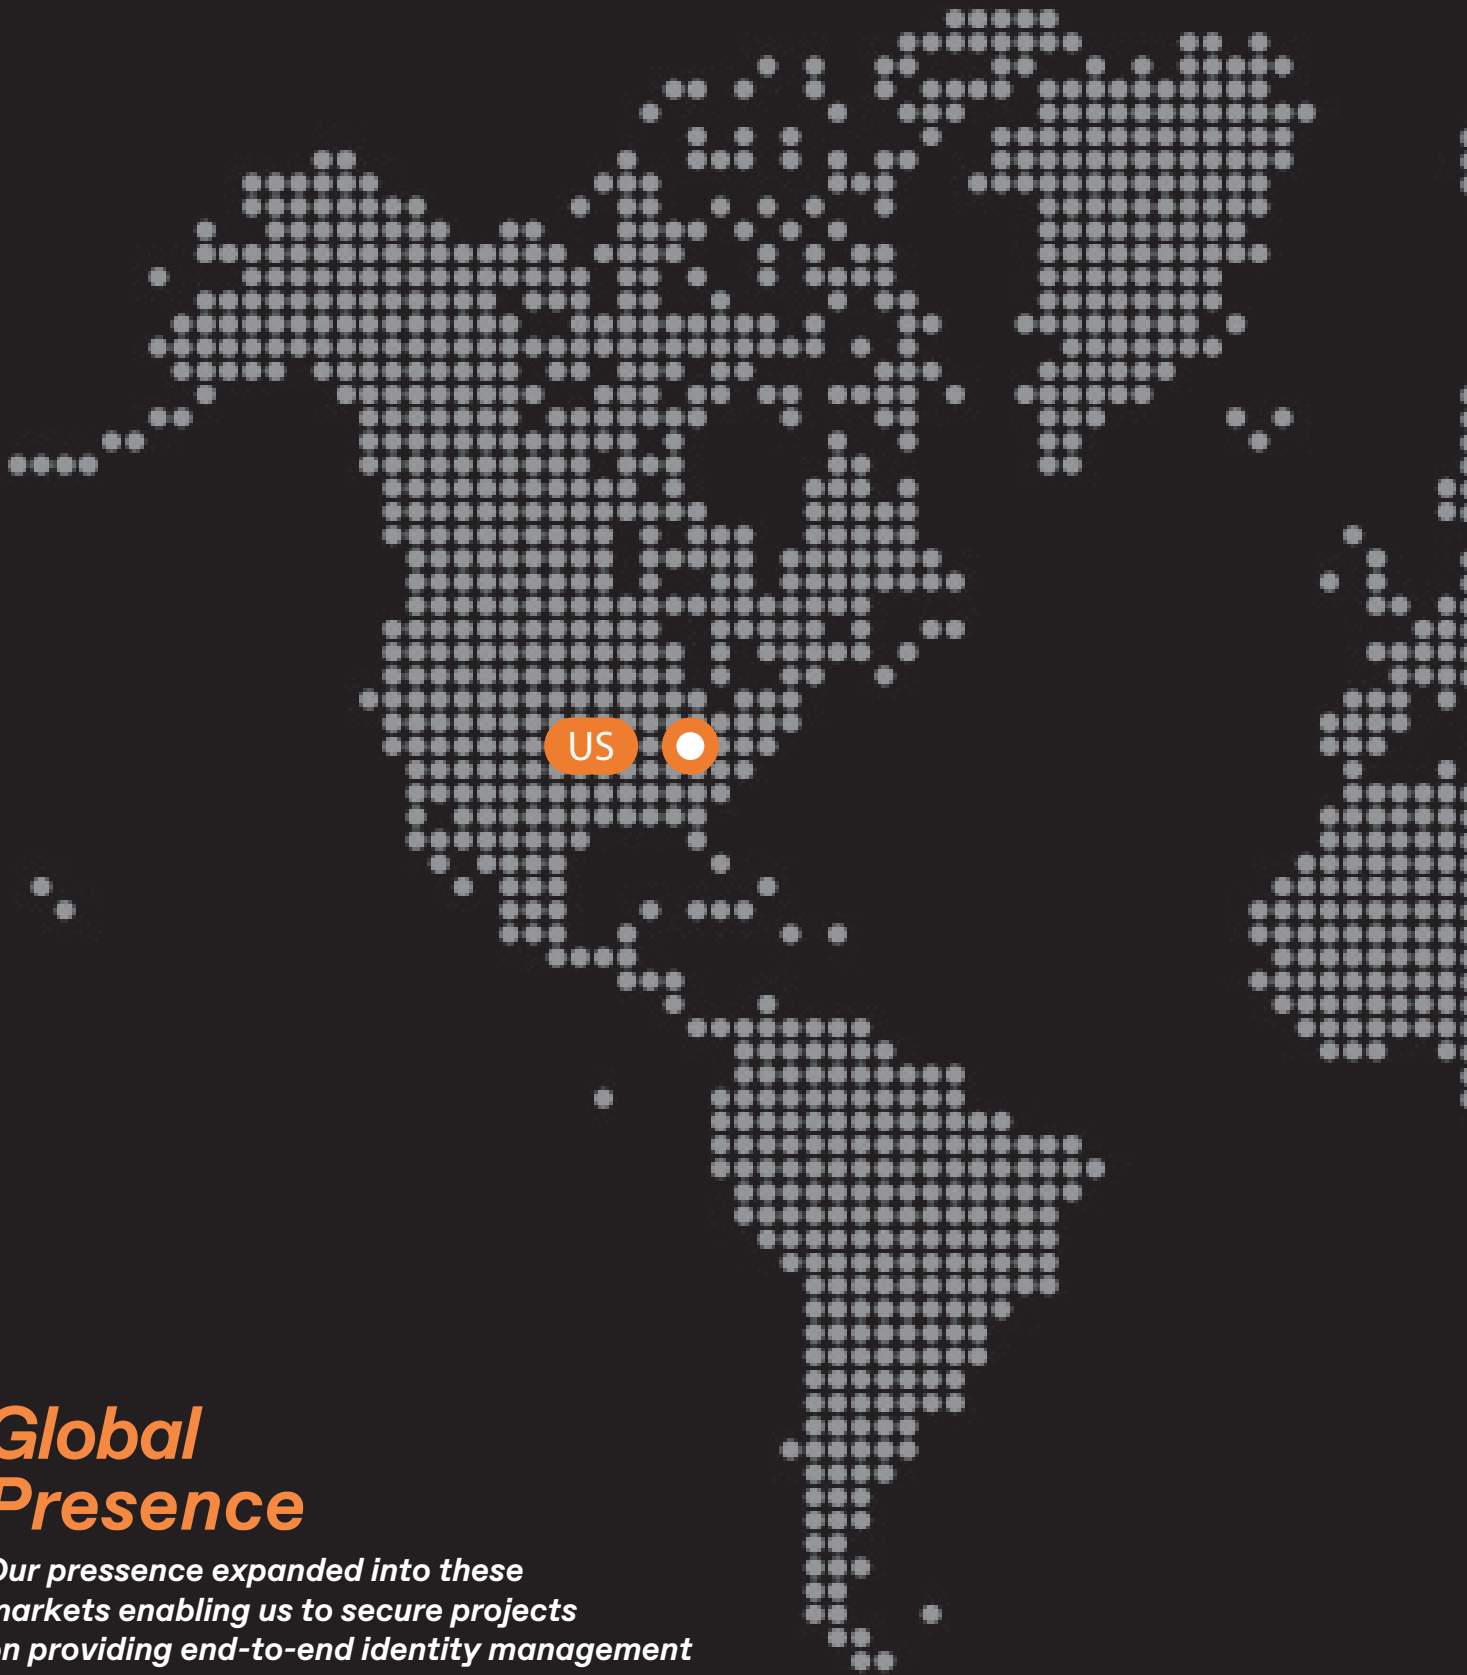 US
Global
Presence
Our pressence expanded into these
markets enabling us to secure projects
on providing end-to-end identity management